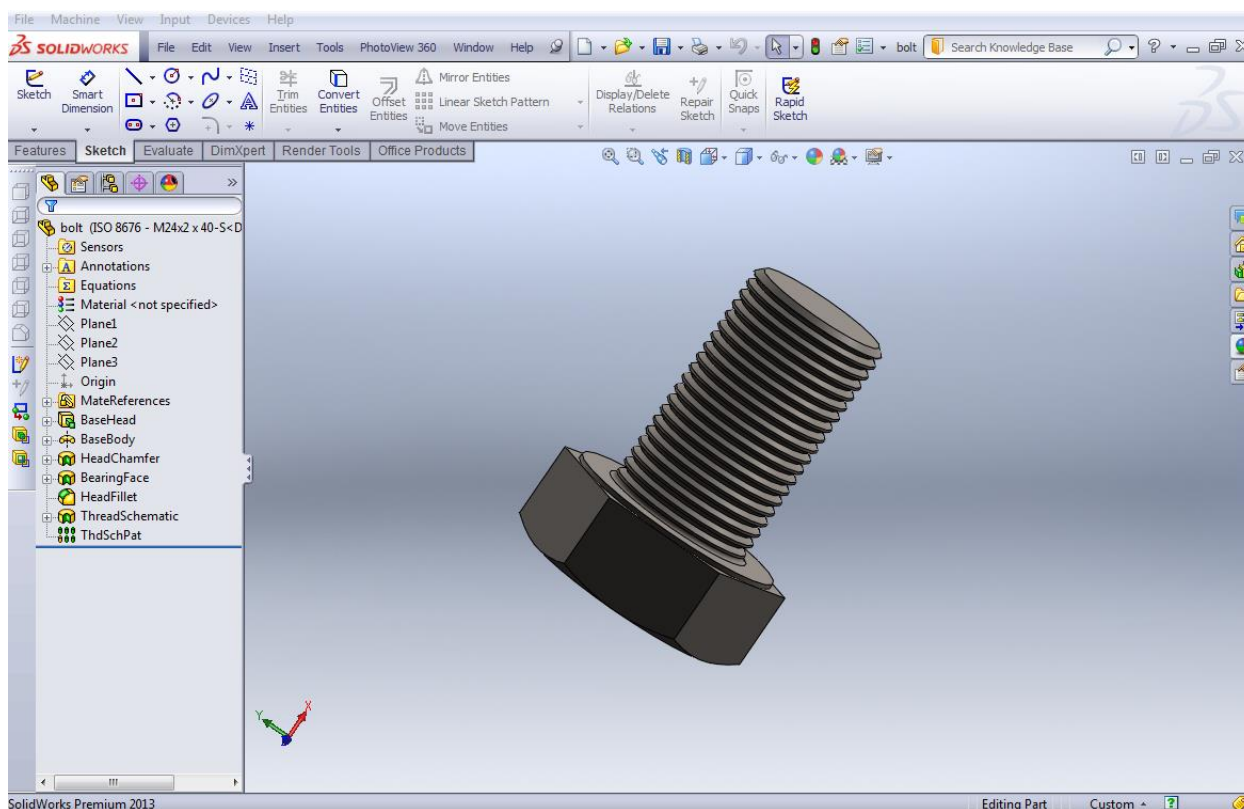 File Machine View Input Devices Help
SOLIDWORKS File Edit View Insert Tools PhotoView 360 Window Help bolt Search Knowledge Base
Sketch
Smart Dimension
Trim Entities
Convert Entities
Offset Entities
Mirror Entities
Linear Sketch Pattern
Move Entities
Display/Delete Relations
Repair Sketch
Quick Snaps
Rapid Sketch
Features Sketch Evaluate DimXpert Render Tools Office Products
bolt (ISO 8676 - M24x2 x 40-S<D
Sensors
Annotations
Equations
Material <not specified>
Plane1
Plane2
Plane3
Origin
MateReferences
BaseHead
BaseBody
HeadChamfer
BearingFace
HeadFillet
ThreadSchematic
ThdSchPat
Y X
SolidWorks Premium 2013 Editing Part Custom